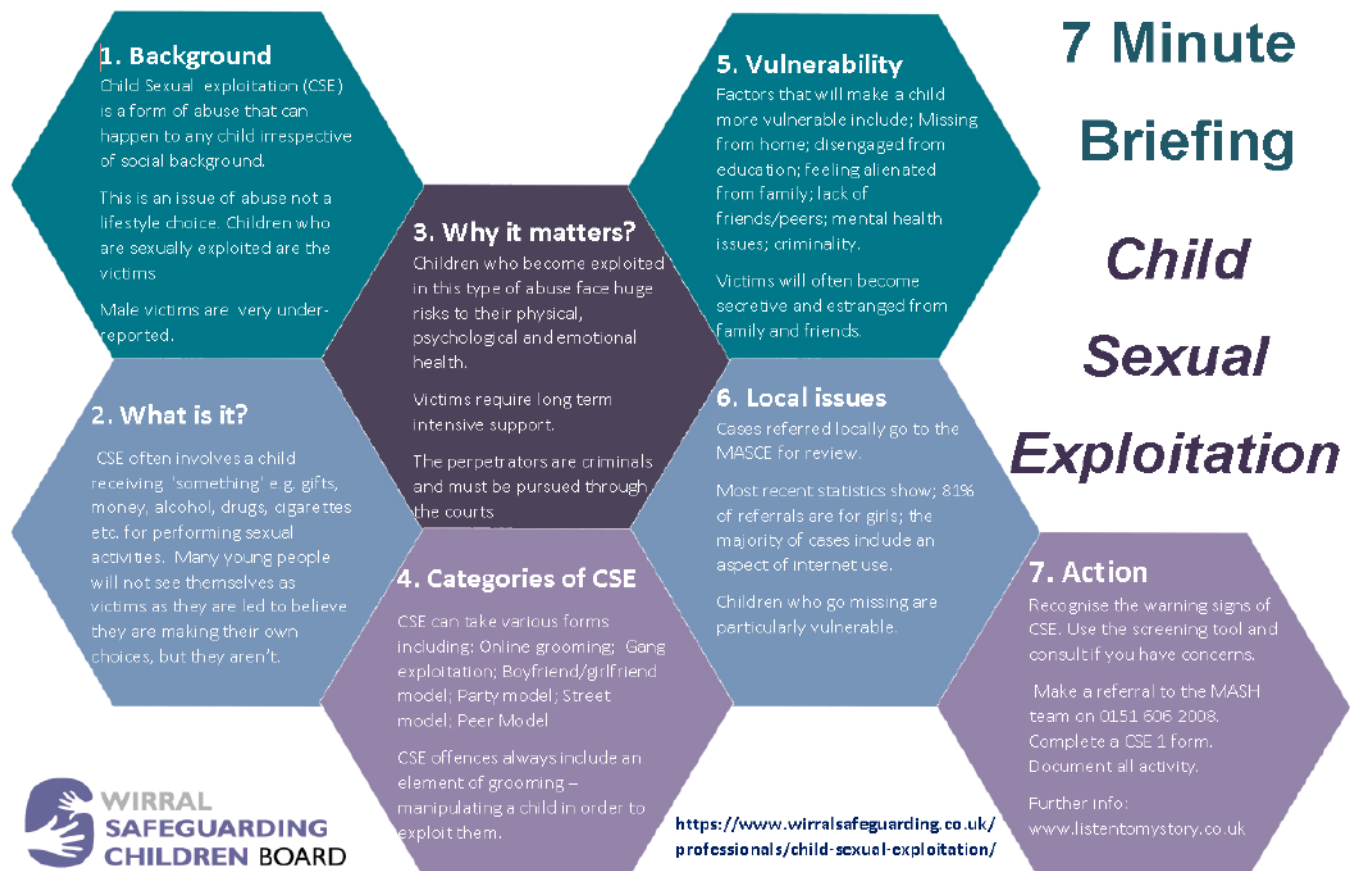 7 Minute
Briefing
Child
Sexual
Exploitation
1. Background
Child Sexual exploitation (CSE)
is a form of abuse that can
happen to any child irrespective
of social background.
This is an issue of abuse not a
lifestyle choice. Children who
are sexually exploited are the
victims
Male victims are very under-
reported.
2. What is it?
CSE often involves a child
receiving 'something' e.g. gifts,
money, alcohol, drugs, cigarettes
etc. for performing sexual
activities. Many young people
will not see themselves as
victims as they are led to believe
they are making their own
choices, but they aren't.
3. Why it matters?
Children who become exploited
in this type of abuse face huge
risks to their physical,
psychological and emotional
health.
Victims require long term
intensive support.
The perpetrators are criminals
and must be pursued through
the courts
4. Categories of CSE
CSE can take various forms
including: Online grooming; Gang
exploitation; Boyfriend/girlfriend
model; Party model; Street
model; Peer Model
CSE offences always include an
element of grooming –
manipulating a child in order to
exploit them.
5. Vulnerability
Factors that will make a child
more vulnerable include; Missing
from home; disengaged from
education; feeling alienated
from family; lack of
friends/peers; mental health
issues; criminality.
Victims will often become
secretive and estranged from
family and friends.
6. Local issues
Cases referred locally go to the
MASCE for review.
Most recent statistics show; 81%
of referrals are for girls; the
majority of cases include an
aspect of internet use.
Children who go missing are
particularly vulnerable.
7. Action
Recognise the warning signs of
CSE. Use the screening tool and
consult if you have concerns.
Make a referral to the MASH
team on 0151 606 2008.
Complete a CSE 1 form.
Document all activity.
Further info:
www.listentomystory.co.uk
WIRRAL
SAFEGUARDING
CHILDREN BOARD
https://www.wirralsafeguarding.co.uk/
professionals/child-sexual-exploitation/